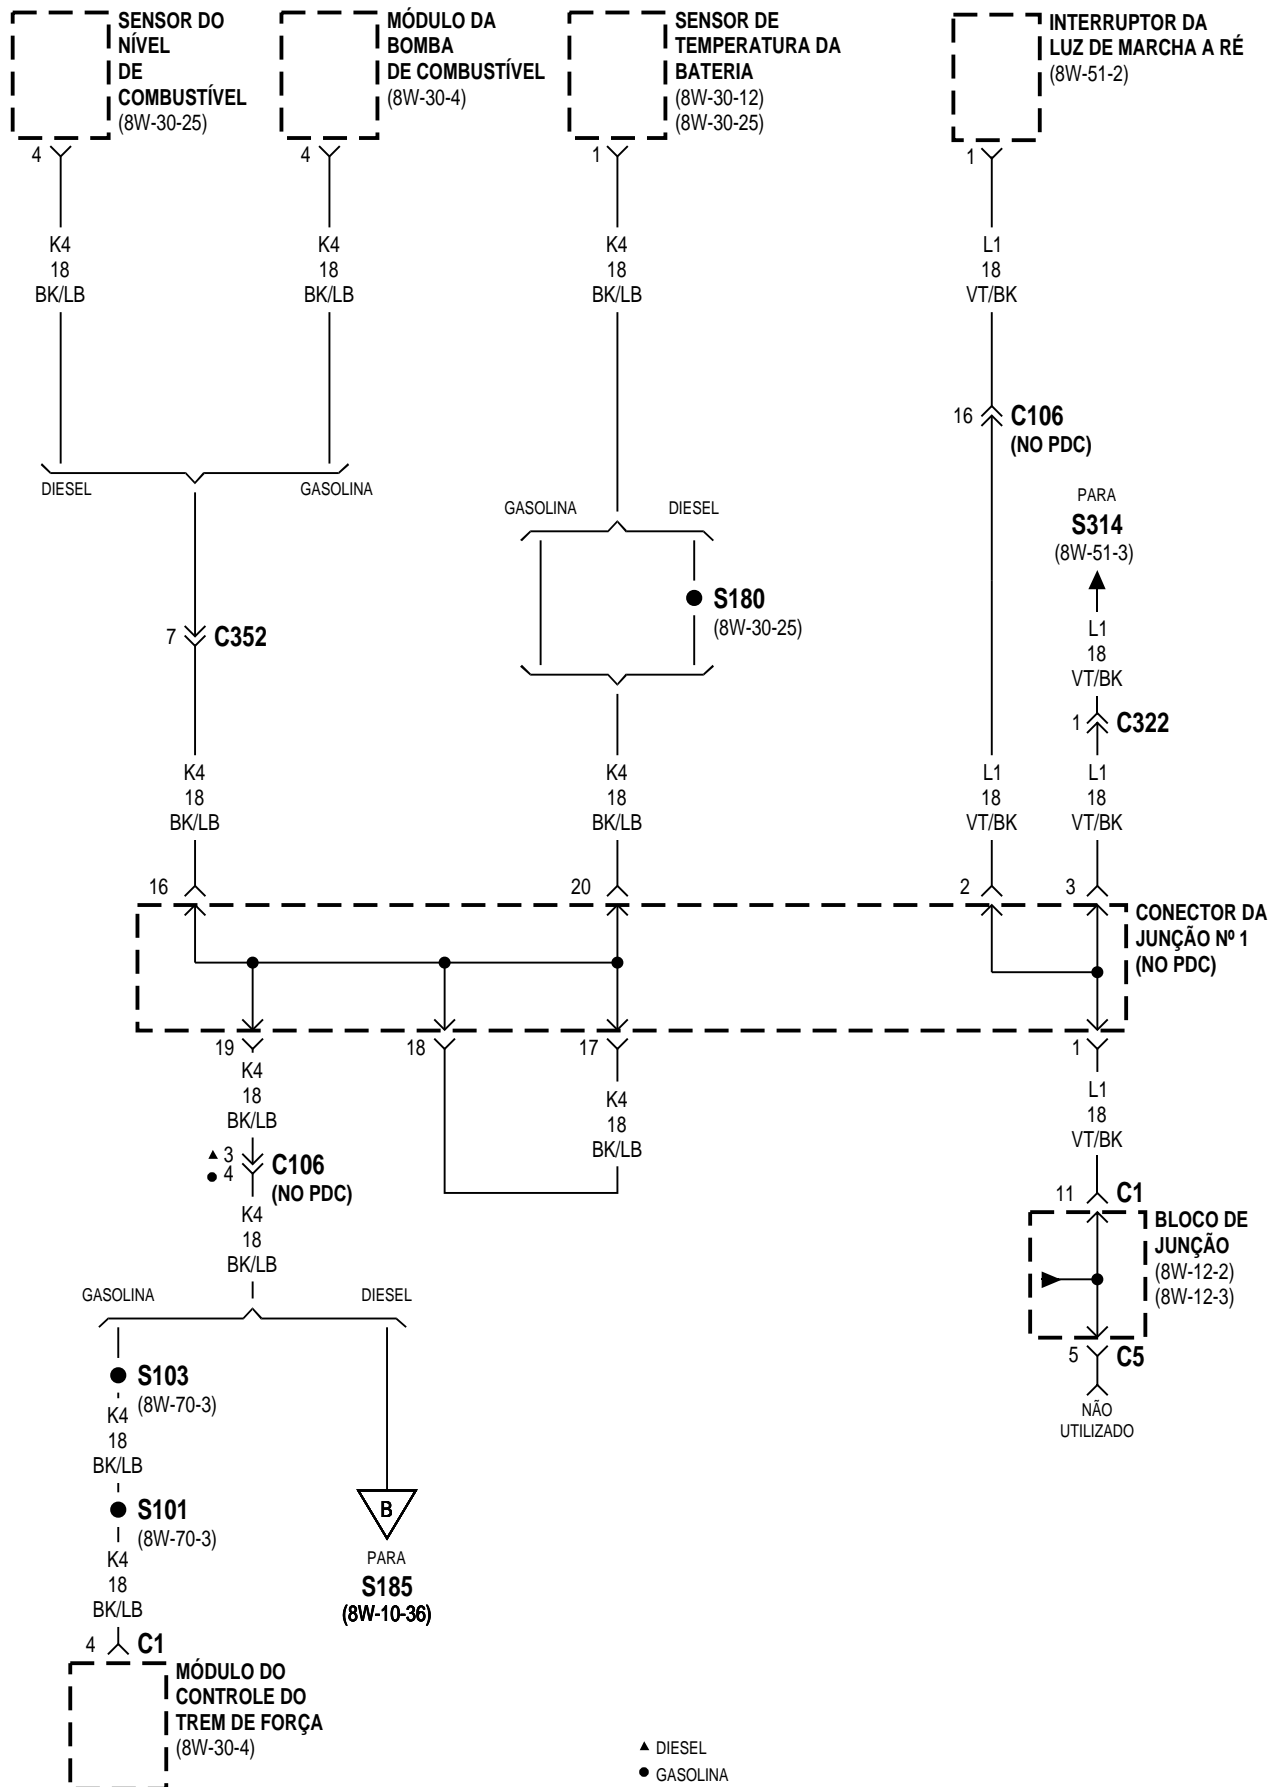 SENSOR DO
NÍVEL
DE
COMBUSTÍVEL
(8W-30-25)
MÓDULO DA
BOMBA
DE COMBUSTÍVEL
(8W-30-4)
SENSOR DE
TEMPERATURA DA
BATERIA
(8W-30-12)
(8W-30-25)
INTERRUPTOR DA
LUZ DE MARCHA A RÉ
(8W-51-2)
4
4
1
1
K4
18
BK/LB
K4
18
BK/LB
K4
18
BK/LB
L1
18
VT/BK
16
C106
(NO PDC)
DIESEL
GASOLINA
GASOLINA
DIESEL
PARA
S314
(8W-51-3)
S180
(8W-30-25)
7
C352
L1
18
VT/BK
1
C322
K4
18
BK/LB
K4
18
BK/LB
L1
18
VT/BK
L1
18
VT/BK
16
20
2
3
CONECTOR DA
JUNÇÃO Nº 1
(NO PDC)
19
18
17
1
K4
18
BK/LB
K4
18
BK/LB
L1
18
VT/BK
▲ 3
● 4
C106
(NO PDC)
K4
18
BK/LB
11
C1
BLOCO DE
JUNÇÃO
(8W-12-2)
(8W-12-3)
5
C5
NÃO
UTILIZADO
GASOLINA
DIESEL
S103
(8W-70-3)
K4
18
BK/LB
S101
(8W-70-3)
K4
18
BK/LB
B
PARA
S185
(8W-10-36)
4
C1
MÓDULO DO
CONTROLE DO
TREM DE FORÇA
(8W-30-4)
▲ DIESEL
● GASOLINA